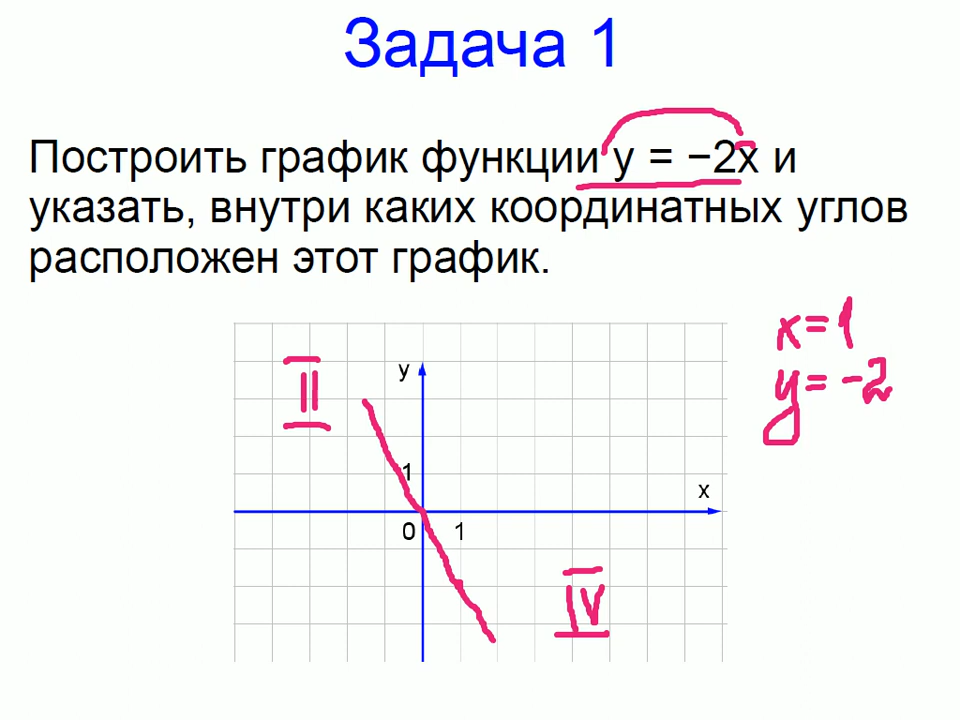 Задача 1
Построить график функции y = −2x и
указать, внутри каких координатных углов
расположен этот график.
x = 1
y = -2
II
y
1
x
0 1
IV